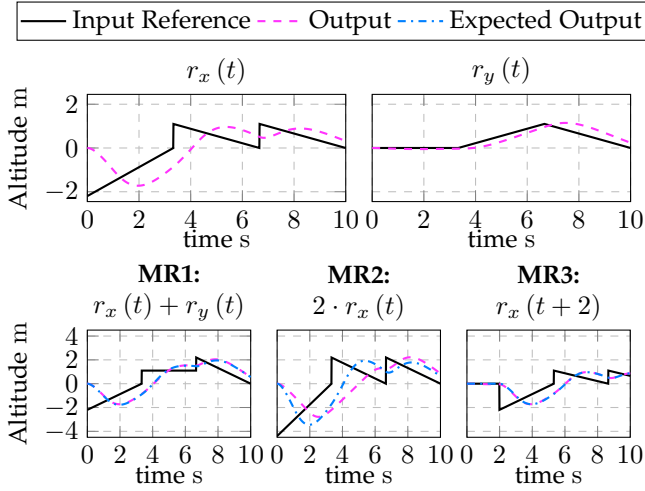 Input Reference Output Expected Output
r_x (t) r_y (t)
Altitude m
2
0
−2
0 2 4 6 8 10
0 2 4 6 8 10
time s time s
MR1: MR2: MR3:
r_x (t) + r_y (t) 2 · r_x (t) r_x (t + 2)
Altitude m
4
2
0
−2
−4
0 2 4 6 8 10
0 2 4 6 8 10
0 2 4 6 8 10
time s time s time s